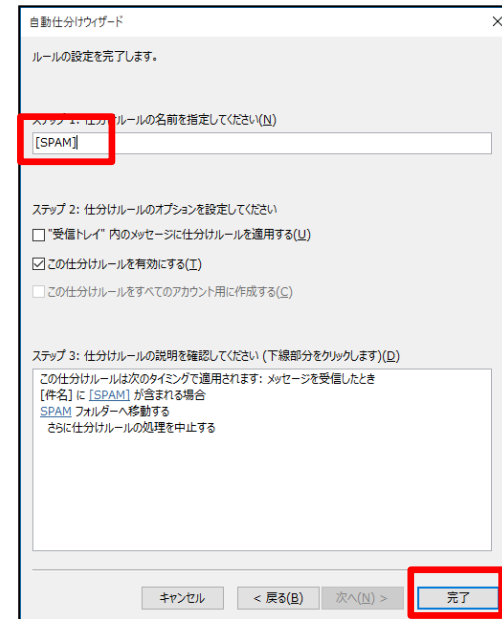 自動仕分けウィザード
ルールの設定を完了します。
ステップ 1: 仕分けルールの名前を指定してください(N)
[SPAM]
ステップ 2: 仕分けルールのオプションを設定してください
"受信トレイ" 内のメッセージに仕分けルールを適用する(U)
この仕分けルールを有効にする(T)
この仕分けルールをすべてのアカウント用に作成する(C)
ステップ 3: 仕分けルールの説明を確認してください (下線部分をクリックします)(D)
この仕分けルールは次のタイミングで適用されます: メッセージを受信したとき
[件名] に [SPAM] が含まれる場合
SPAM フォルダーへ移動する
さらに仕分けルールの処理を中止する
キャンセル < 戻る(B) 次へ(N) > 完了